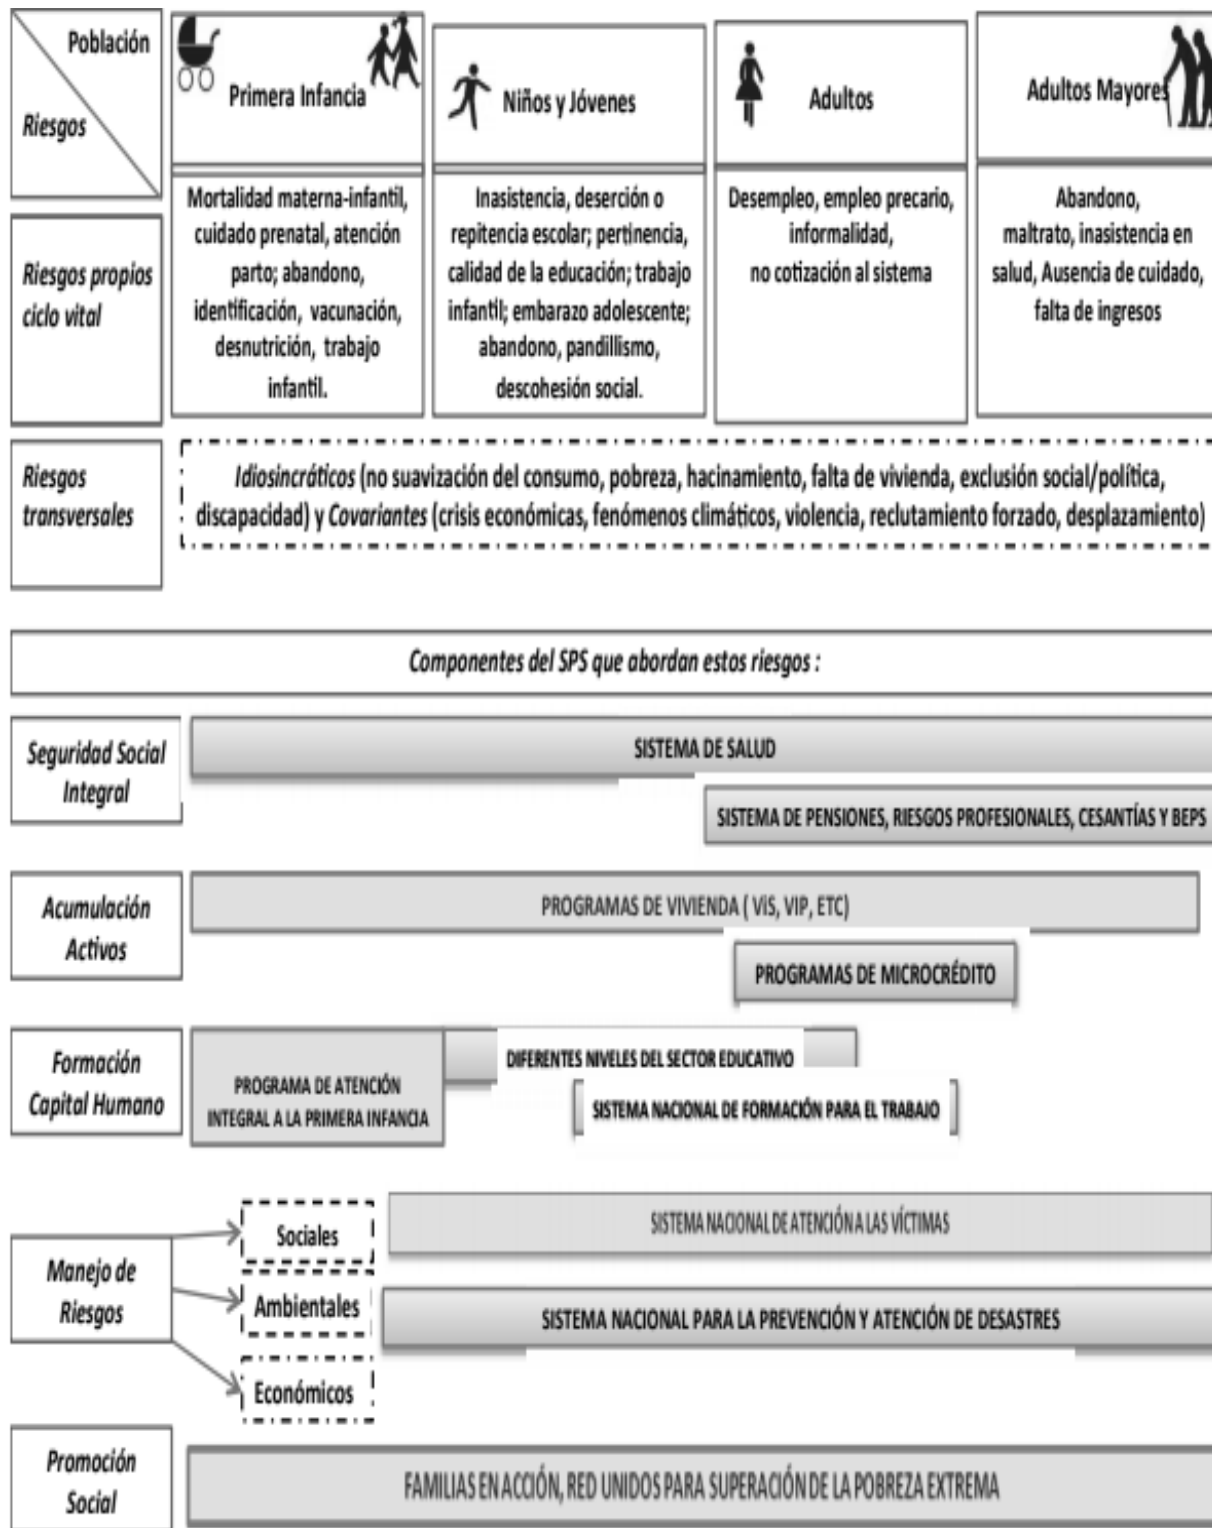 Población
Riesgos
Primera Infancia
Niños y Jóvenes
Adultos
Adultos Mayores
Riesgos propios
ciclo vital
Mortalidad materna-infantil,
cuidado prenatal, atención
parto; abandono,
identificación, vacunación,
desnutrición, trabajo
infantil.
Inasistencia, deserción o
repitencia escolar; pertinencia,
calidad de la educación; trabajo
infantil; embarazo adolescente;
abandono, pandillismo,
descohesión social.
Desempleo, empleo precario,
informalidad,
no cotización al sistema
Abandono,
maltrato, inasistencia en
salud, Ausencia de cuidado,
falta de ingresos
Riesgos
transversales
Idiosincráticos (no suavización del consumo, pobreza, hacinamiento, falta de vivienda, exclusión social/política,
discapacidad) y Covariantes (crisis económicas, fenómenos climáticos, violencia, reclutamiento forzado, desplazamiento)
Componentes del SPS que abordan estos riesgos :
Seguridad Social
Integral
SISTEMA DE SALUD
SISTEMA DE PENSIONES, RIESGOS PROFESIONALES, CESANTÍAS Y BEPS
Acumulación
Activos
PROGRAMAS DE VIVIENDA ( VIS, VIP, ETC)
PROGRAMAS DE MICROCRÉDITO
Formación
Capital Humano
PROGRAMA DE ATENCIÓN
INTEGRAL A LA PRIMERA INFANCIA
DIFERENTES NIVELES DEL SECTOR EDUCATIVO
SISTEMA NACIONAL DE FORMACIÓN PARA EL TRABAJO
Manejo de
Riesgos
Sociales
SISTEMA NACIONAL DE ATENCIÓN A LAS VÍCTIMAS
Ambientales
SISTEMA NACIONAL PARA LA PREVENCIÓN Y ATENCIÓN DE DESASTRES
Económicos
Promoción
Social
FAMILIAS EN ACCIÓN, RED UNIDOS PARA SUPERACIÓN DE LA POBREZA EXTREMA